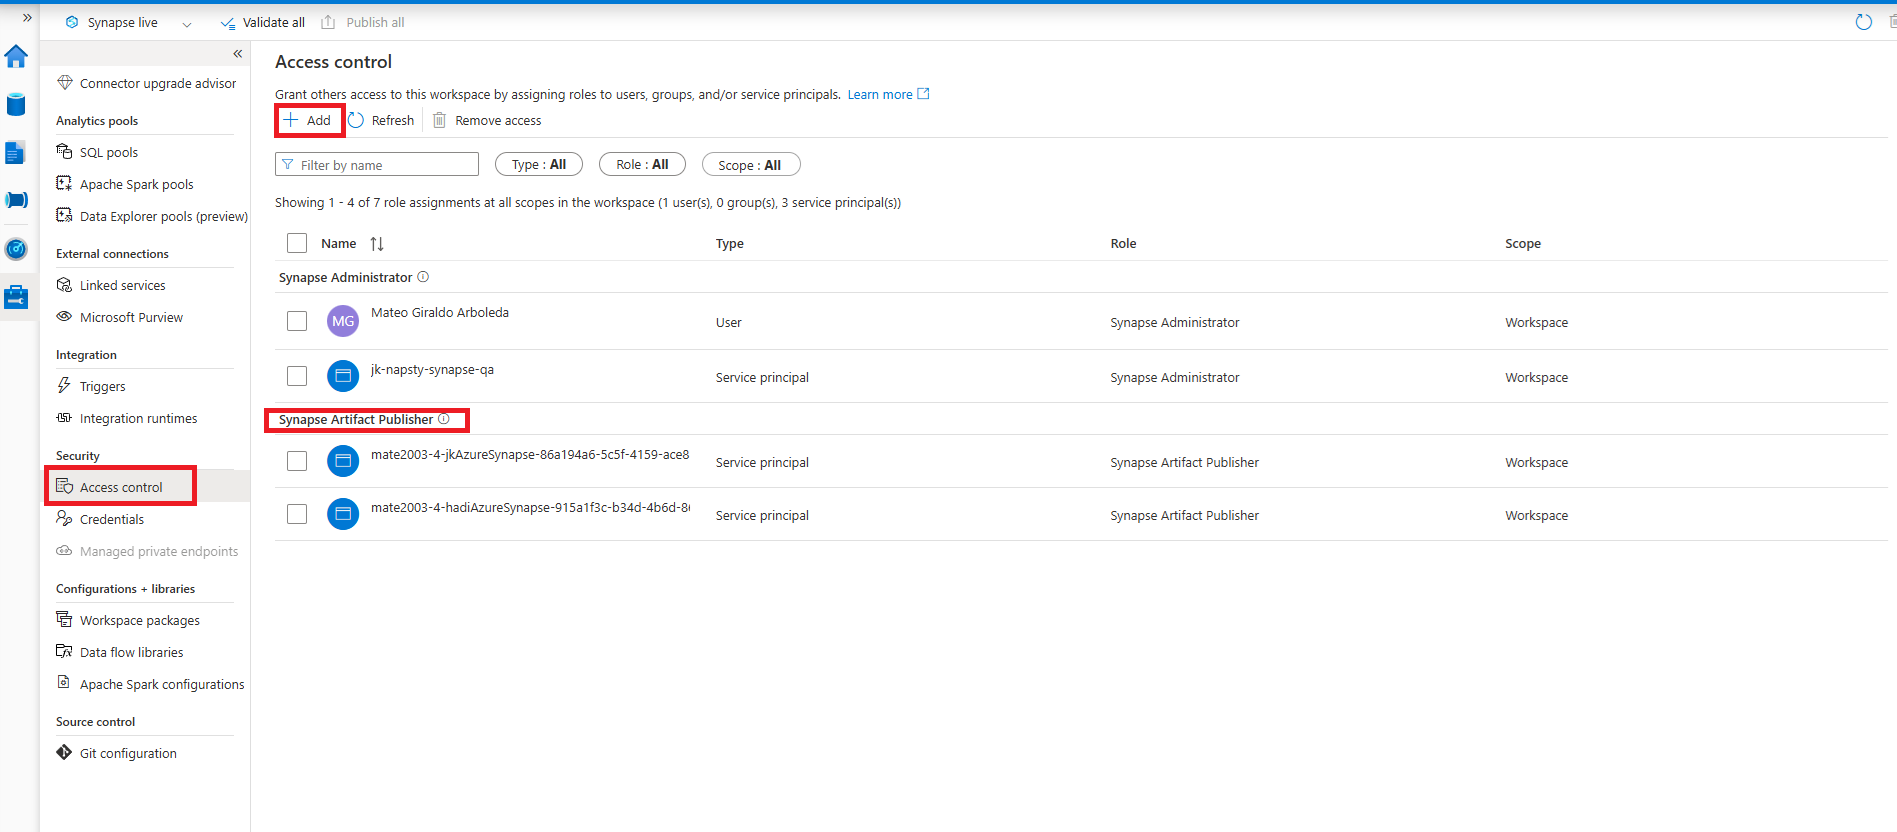 Synapse live
Validate all
Publish all
Connector upgrade advisor
Analytics pools
SQL pools
Apache Spark pools
Data Explorer pools (preview)
External connections
Linked services
Microsoft Purview
Integration
Triggers
Integration runtimes
Security
Access control
Credentials
Managed private endpoints
Configurations + libraries
Workspace packages
Data flow libraries
Apache Spark configurations
Source control
Git configuration
Access control
Grant others access to this workspace by assigning roles to users, groups, and/or service principals. Learn more
Add Refresh Remove access
Filter by name Type : All Role : All Scope : All
Showing 1 - 4 of 7 role assignments at all scopes in the workspace (1 user(s), 0 group(s), 3 service principal(s))
Name Type Role Scope
Synapse Administrator
MG Mateo Giraldo Arboleda User Synapse Administrator Workspace
jk-napsty-synapse-qa Service principal Synapse Administrator Workspace
Synapse Artifact Publisher
mate2003-4-jkAzureSynapse-86a194a6-5c5f-4159-ace8 Service principal Synapse Artifact Publisher Workspace
mate2003-4-hadiAzureSynapse-915a1f3c-b34d-4b6d-8 Service principal Synapse Artifact Publisher Workspace